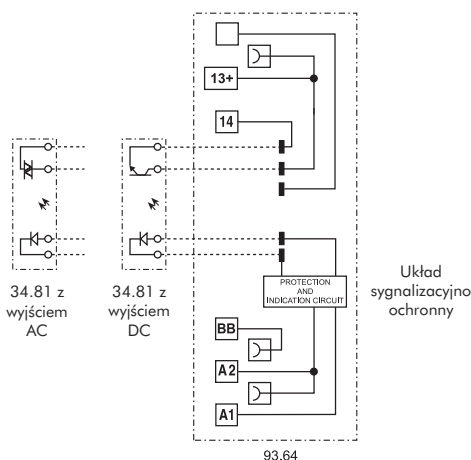 13+
14
34.81 z
wyjściem
AC
34.81 z
wyjściem
DC
PROTECTION
AND
INDICATION CIRCUIT
Układ
sygnalizacyjno
ochronny
BB
A2
A1
93.64